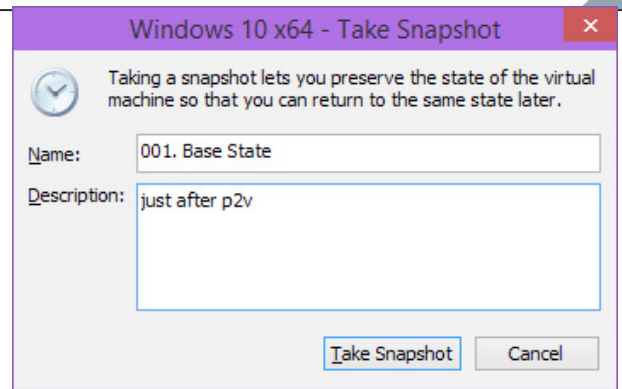 Windows 10 x64 - Take Snapshot
Taking a snapshot lets you preserve the state of the virtual
machine so that you can return to the same state later.
Name: 001. Base State
Description: just after p2v
Take Snapshot Cancel